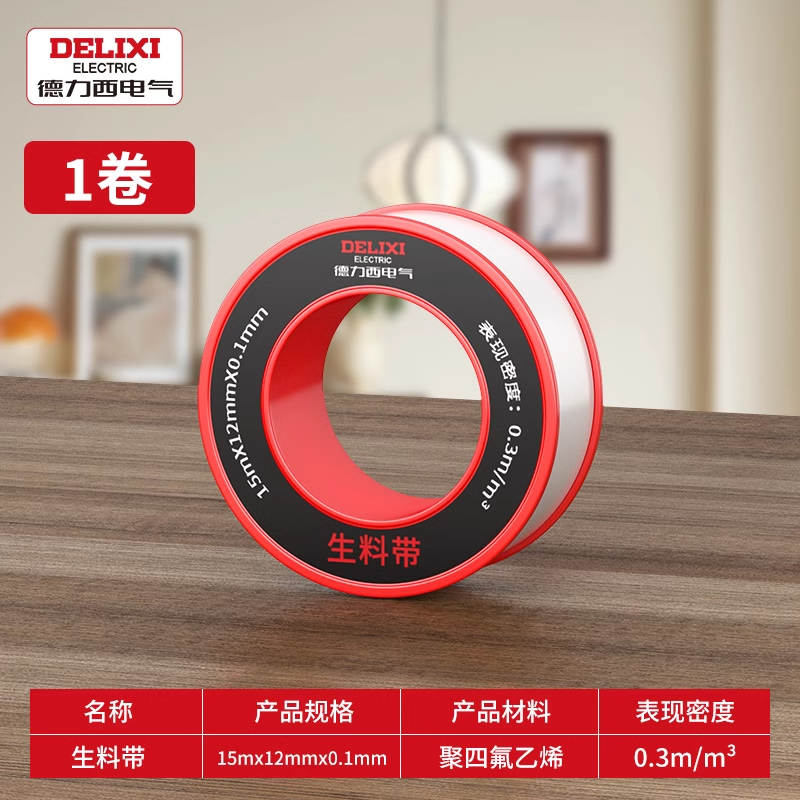 DELIXI
ELECTRIC
德力西电气
1卷
DELIXI
ELECTRIC
德力西电气
15mX12mmX0.1mm
表现密度：0.3m/m³
生料带
名称 产品规格 产品材料 表现密度
生料带 15mx12mmx0.1mm 聚四氟乙烯 0.3m/m³